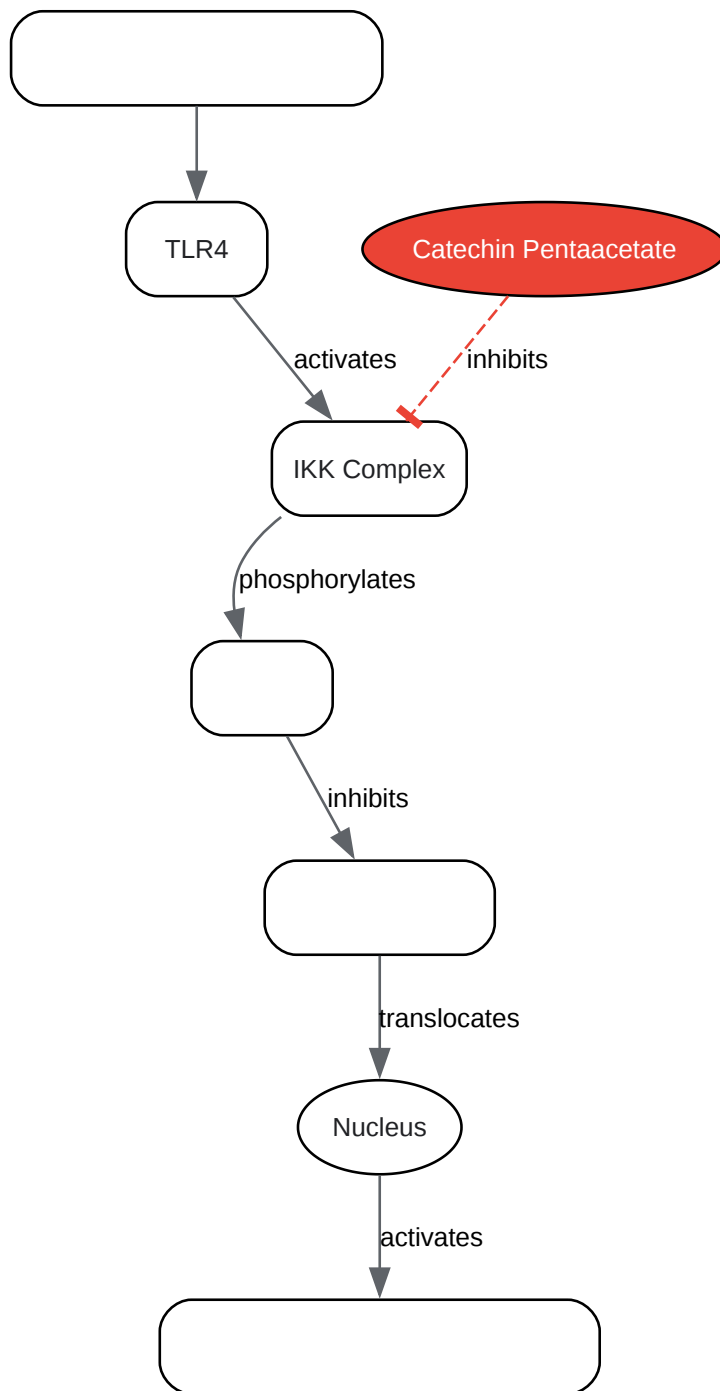 TLR4
Catechin Pentaacetate
activates
inhibits
IKK Complex
phosphorylates
inhibits
translocates
Nucleus
activates